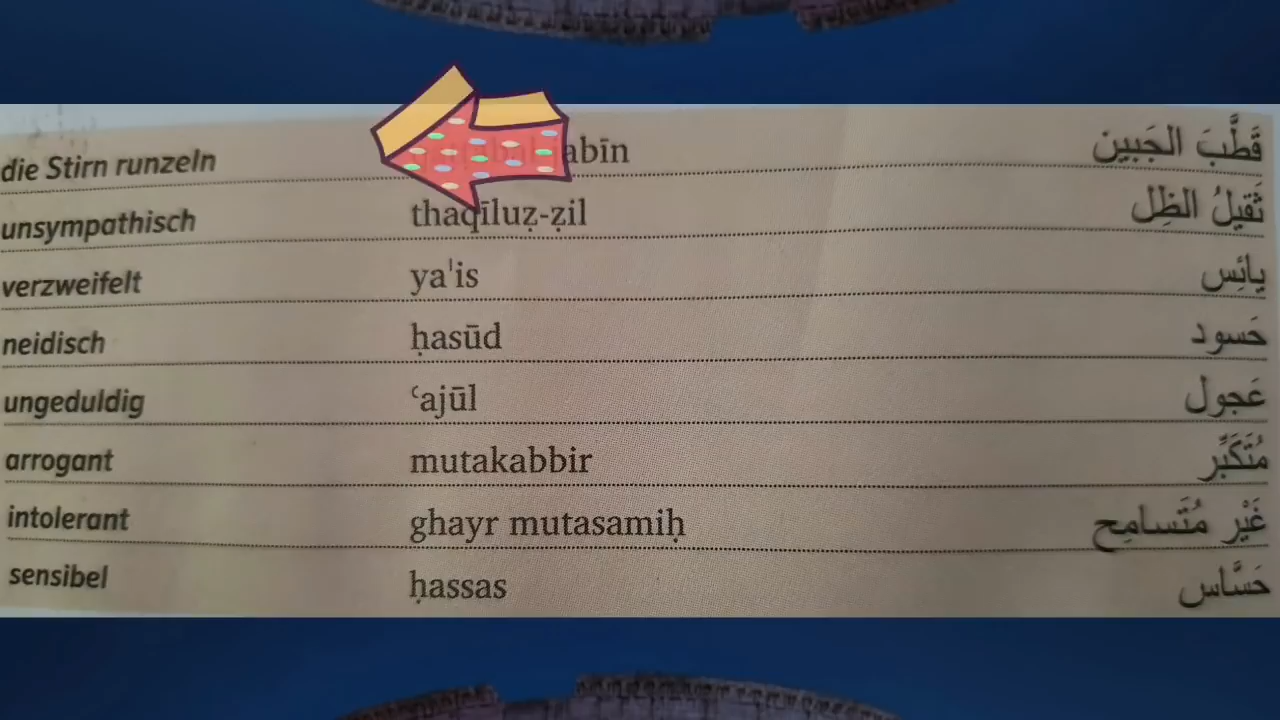 die Stirn runzeln abīn قَطَّبَ الجَبين
unsympathisch thaqīluẓ-ẓil ثَقيلُ الظِل
verzweifelt ya'is يائِس
neidisch ḥasūd حَسود
ungeduldig ʿajūl عَجول
arrogant mutakabbir مُتَكَبِّر
intolerant ghayr mutasamiḥ غَيْر مُتَسامِح
sensibel ḥassas حَسَّاس